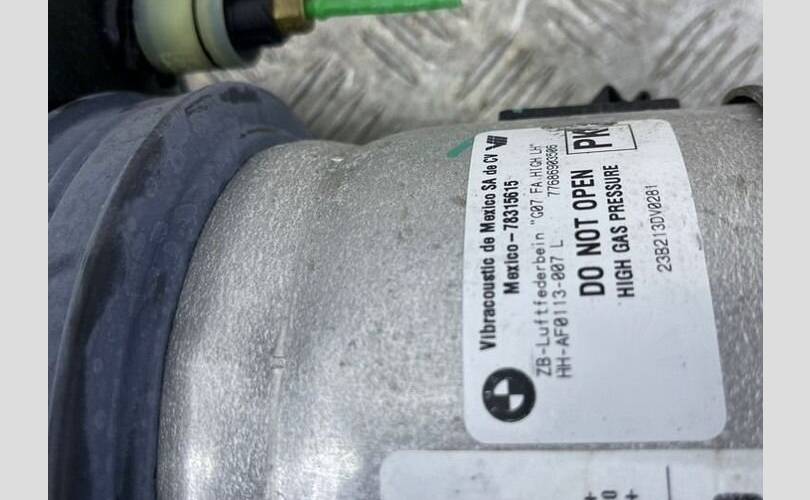 Vibracoustic de Mexico SA de CV
Mexico-78315615
ZB-Luftfederbein "G07 FA HIGH LH"
HH-AF0113-007 L
77686903506
DO NOT OPEN
HIGH GAS PRESSURE
PK
23B213DV0281